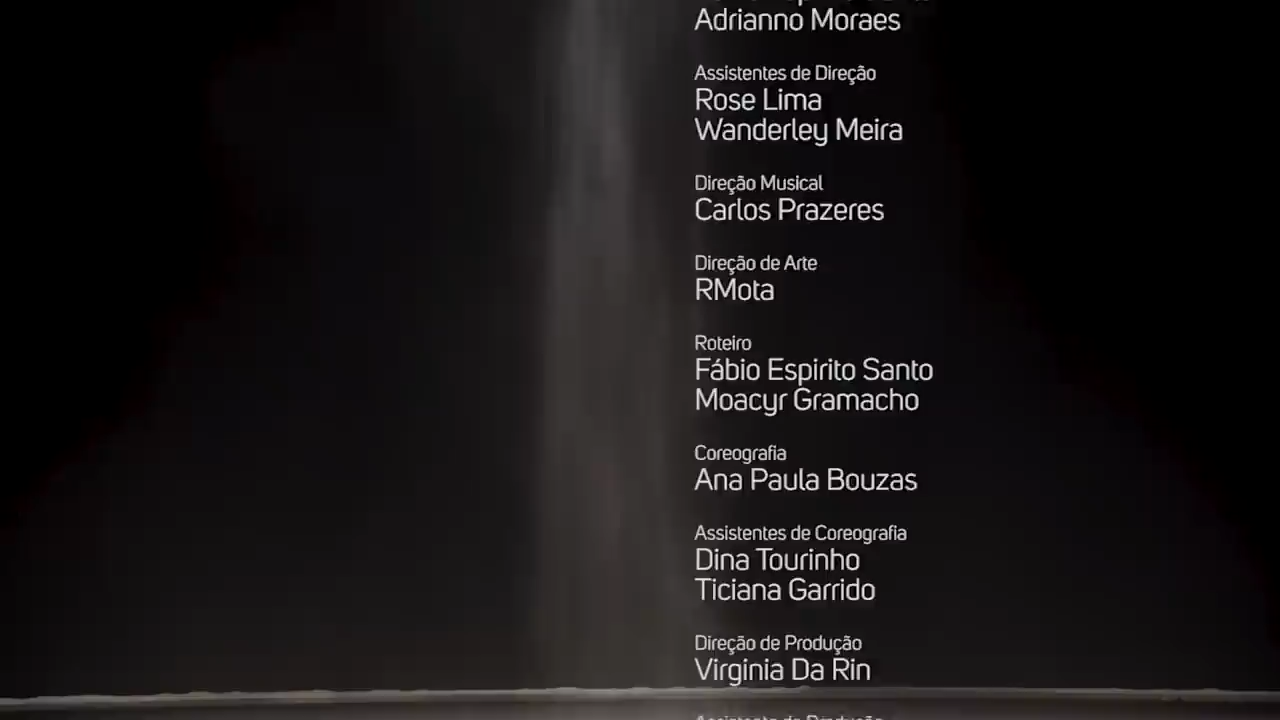 Adrianno Moraes
Assistentes de Direção
Rose Lima
Wanderley Meira
Direção Musical
Carlos Prazeres
Direção de Arte
RMota
Roteiro
Fábio Espirito Santo
Moacyr Gramacho
Coreografia
Ana Paula Bouzas
Assistentes de Coreografia
Dina Tourinho
Ticiana Garrido
Direção de Produção
Virginia Da Rin